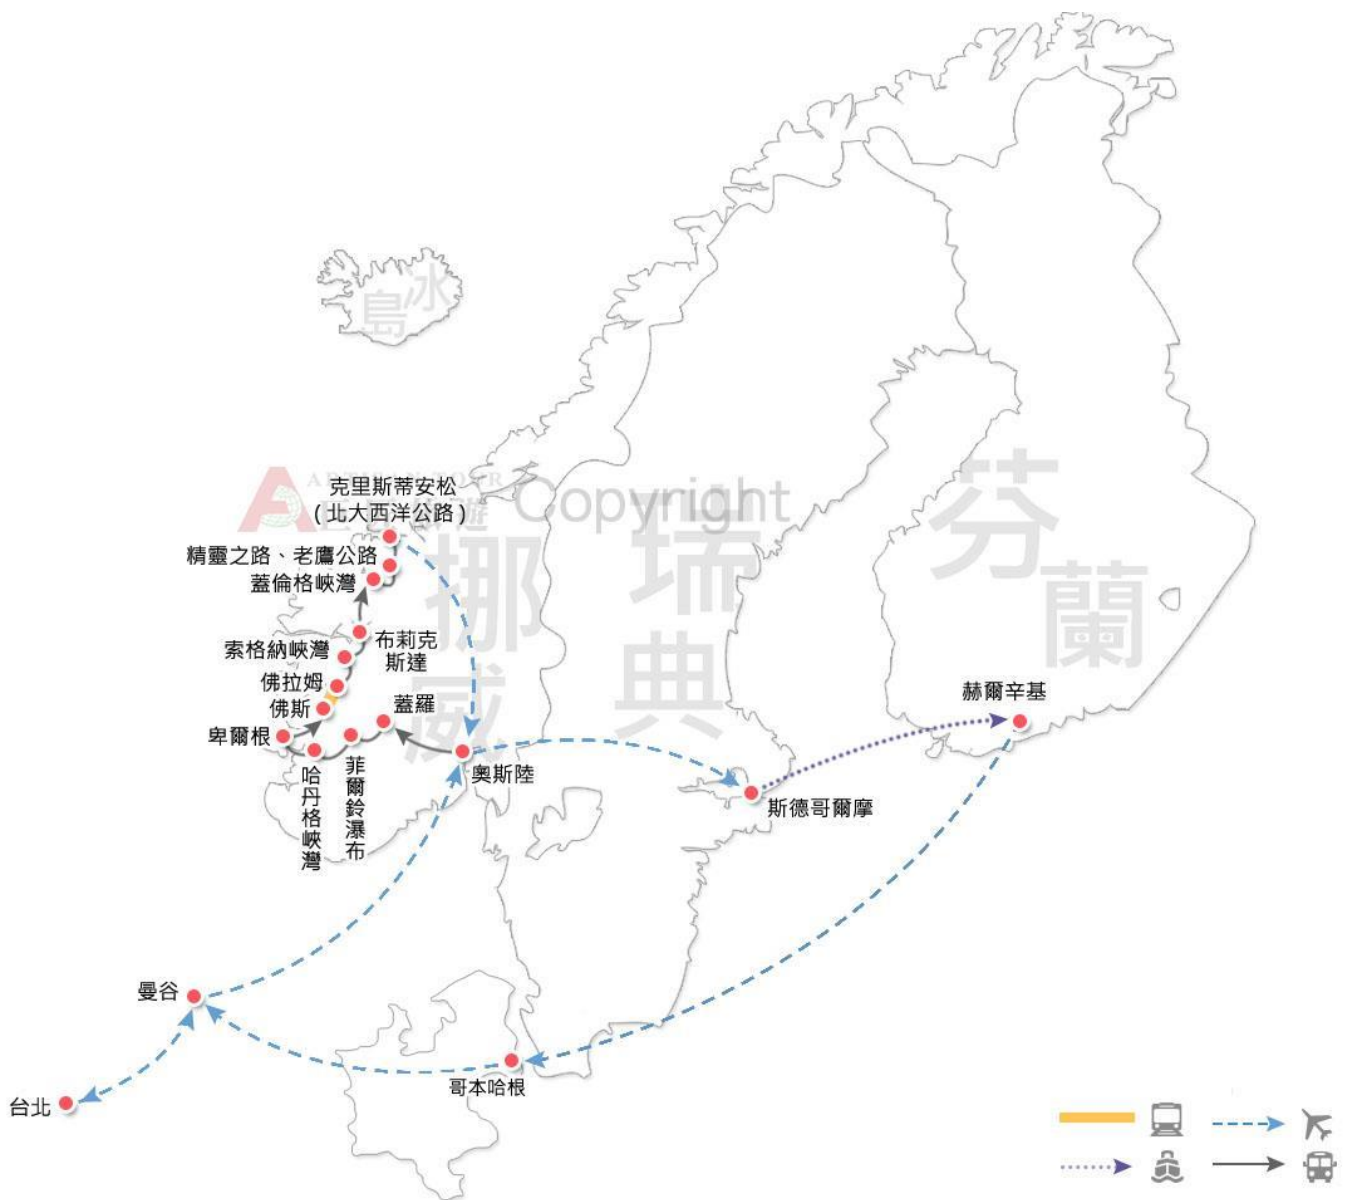 冰
島
ARTISAN TOUR
Copyright
克里斯蒂安松
(北大西洋公路)
精靈之路、老鷹公路
蓋倫格峽灣
挪
威
瑞
典
芬
蘭
布莉克
斯達
索格納峽灣
佛拉姆
佛斯
蓋羅
卑爾根
哈丹格峽灣
菲爾鈴瀑布
奧斯陸
斯德哥爾摩
赫爾辛基
曼谷
哥本哈根
台北